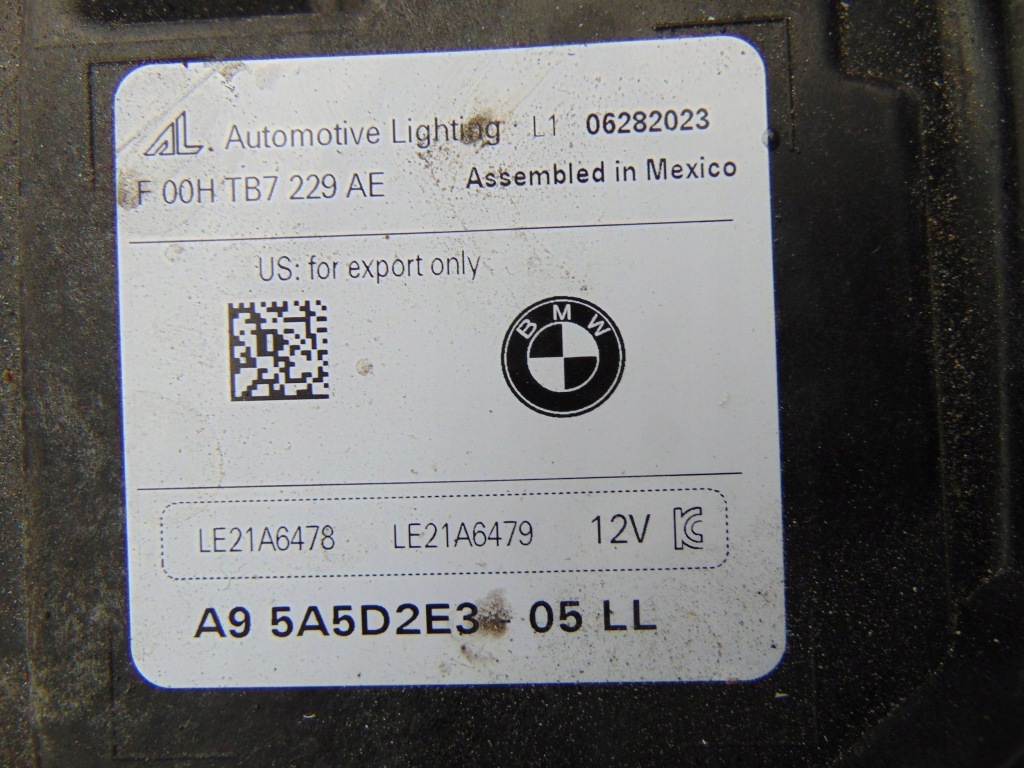 AL. Automotive Lighting L1 06282023
F 00H TB7 229 AE Assembled in Mexico
US: for export only
BMW
LE21A6478 LE21A6479 12V KC
A9 5A5D2E3 - 05 LL